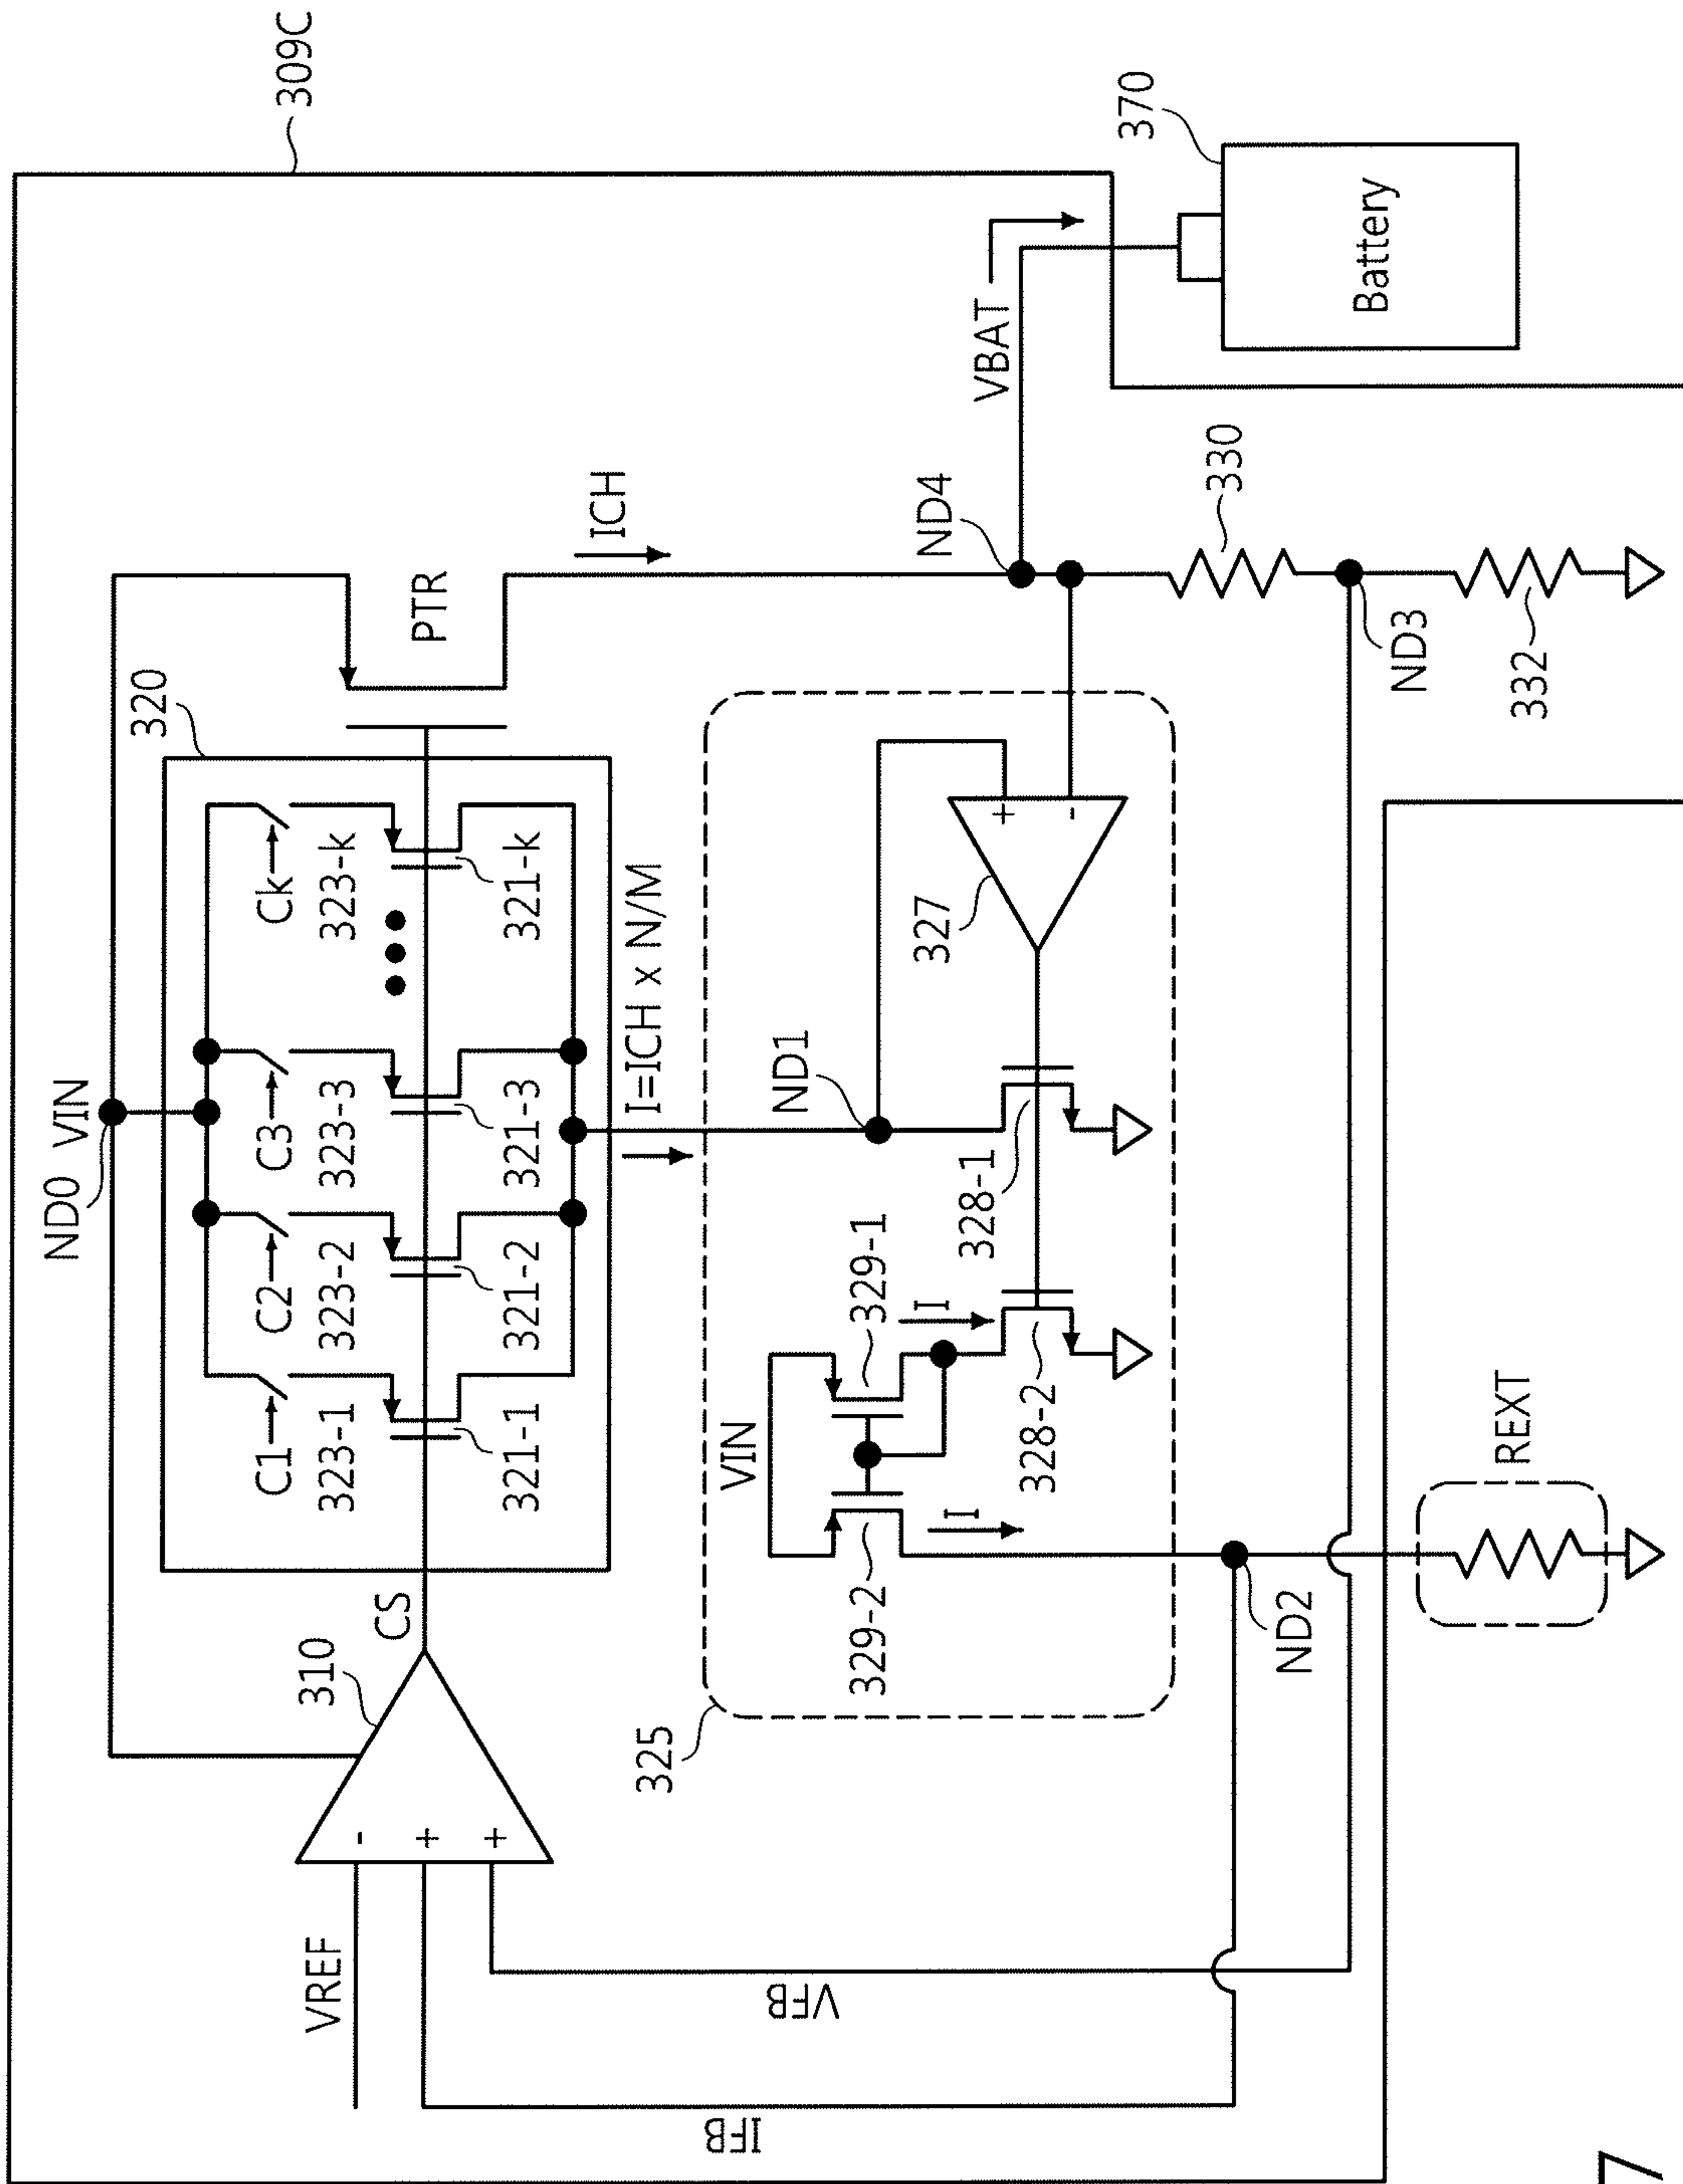 309C
ND0 VIN
320
C1
C2
C3
Ck
323-1
323-2
323-3
323-k
PTR
321-1
321-2
321-3
321-k
310
CS
VREF
-
+
+
ICH
I=ICH x N/M
325
VIN
329-1
329-2
I
I
328-2
328-1
ND1
327
+
-
ND4
VBAT
370
Battery
330
ND3
332
ND2
REXT
VFB
IFB
7